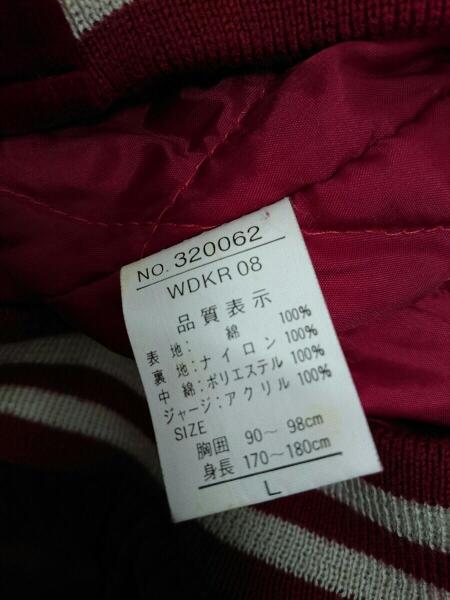 NO. 320062
WDKR 08
品質表示
表地:綿 100%
裏地:ナイロン 100%
中綿:ポリエステル 100%
ジャージ:アクリル 100%
SIZE
胸囲 90～98cm
身長 170～180cm
L